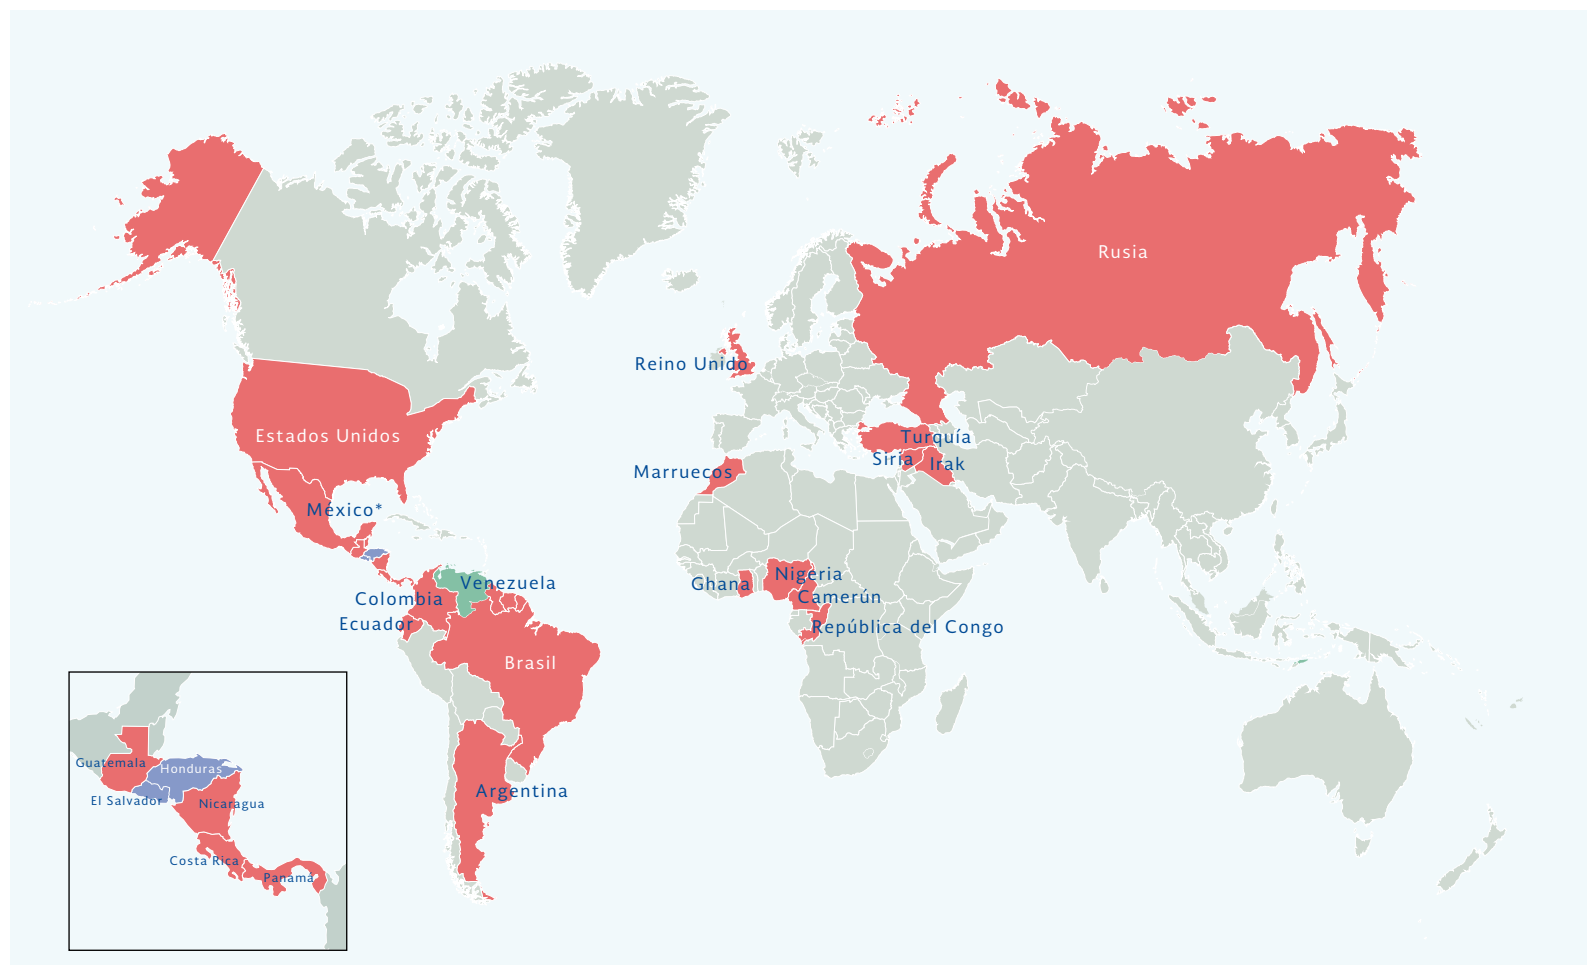 Rusia
Reino Unido
Estados Unidos
Turquía
Siria
Irak
Marruecos
México*
Nigeria
Venezuela
Ghana
Camerún
Colombia
Ecuador
República del Congo
Brasil
Argentina
Guatemala
Honduras
El Salvador
Nicaragua
Costa Rica
Panamá